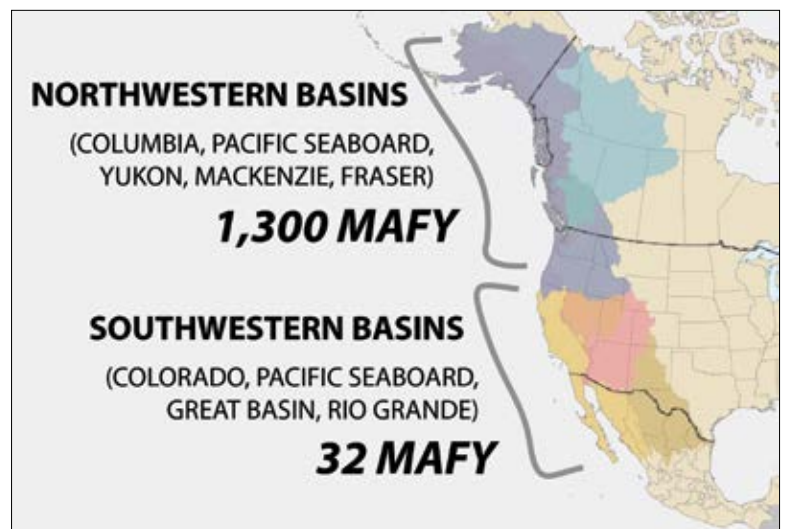 NORTHWESTERN BASINS
(COLUMBIA, PACIFIC SEABOARD,
YUKON, MACKENZIE, FRASER)
1,300 MAFY
SOUTHWESTERN BASINS
(COLORADO, PACIFIC SEABOARD,
GREAT BASIN, RIO GRANDE)
32 MAFY